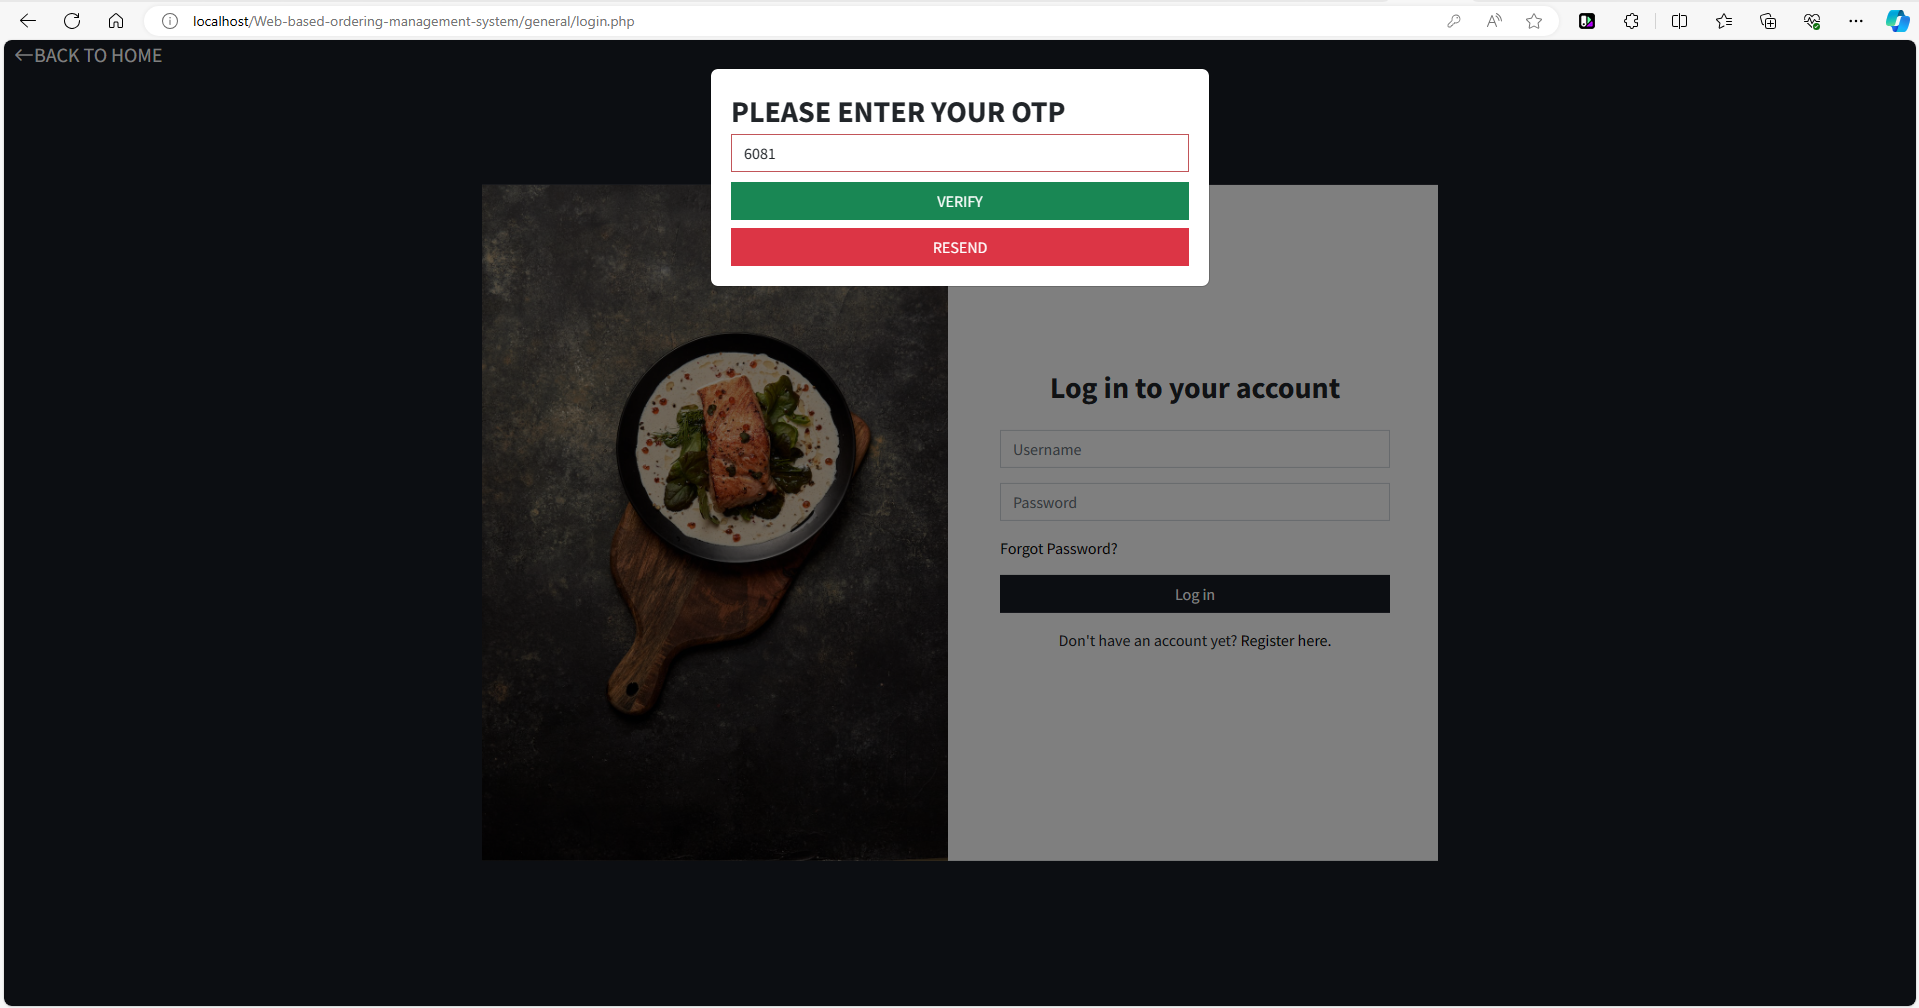 localhost/Web-based-ordering-management-system/general/login.php
BACK TO HOME
PLEASE ENTER YOUR OTP
6081
VERIFY
RESEND
Log in to your account
Username
Password
Forgot Password?
Log in
Don't have an account yet? Register here.